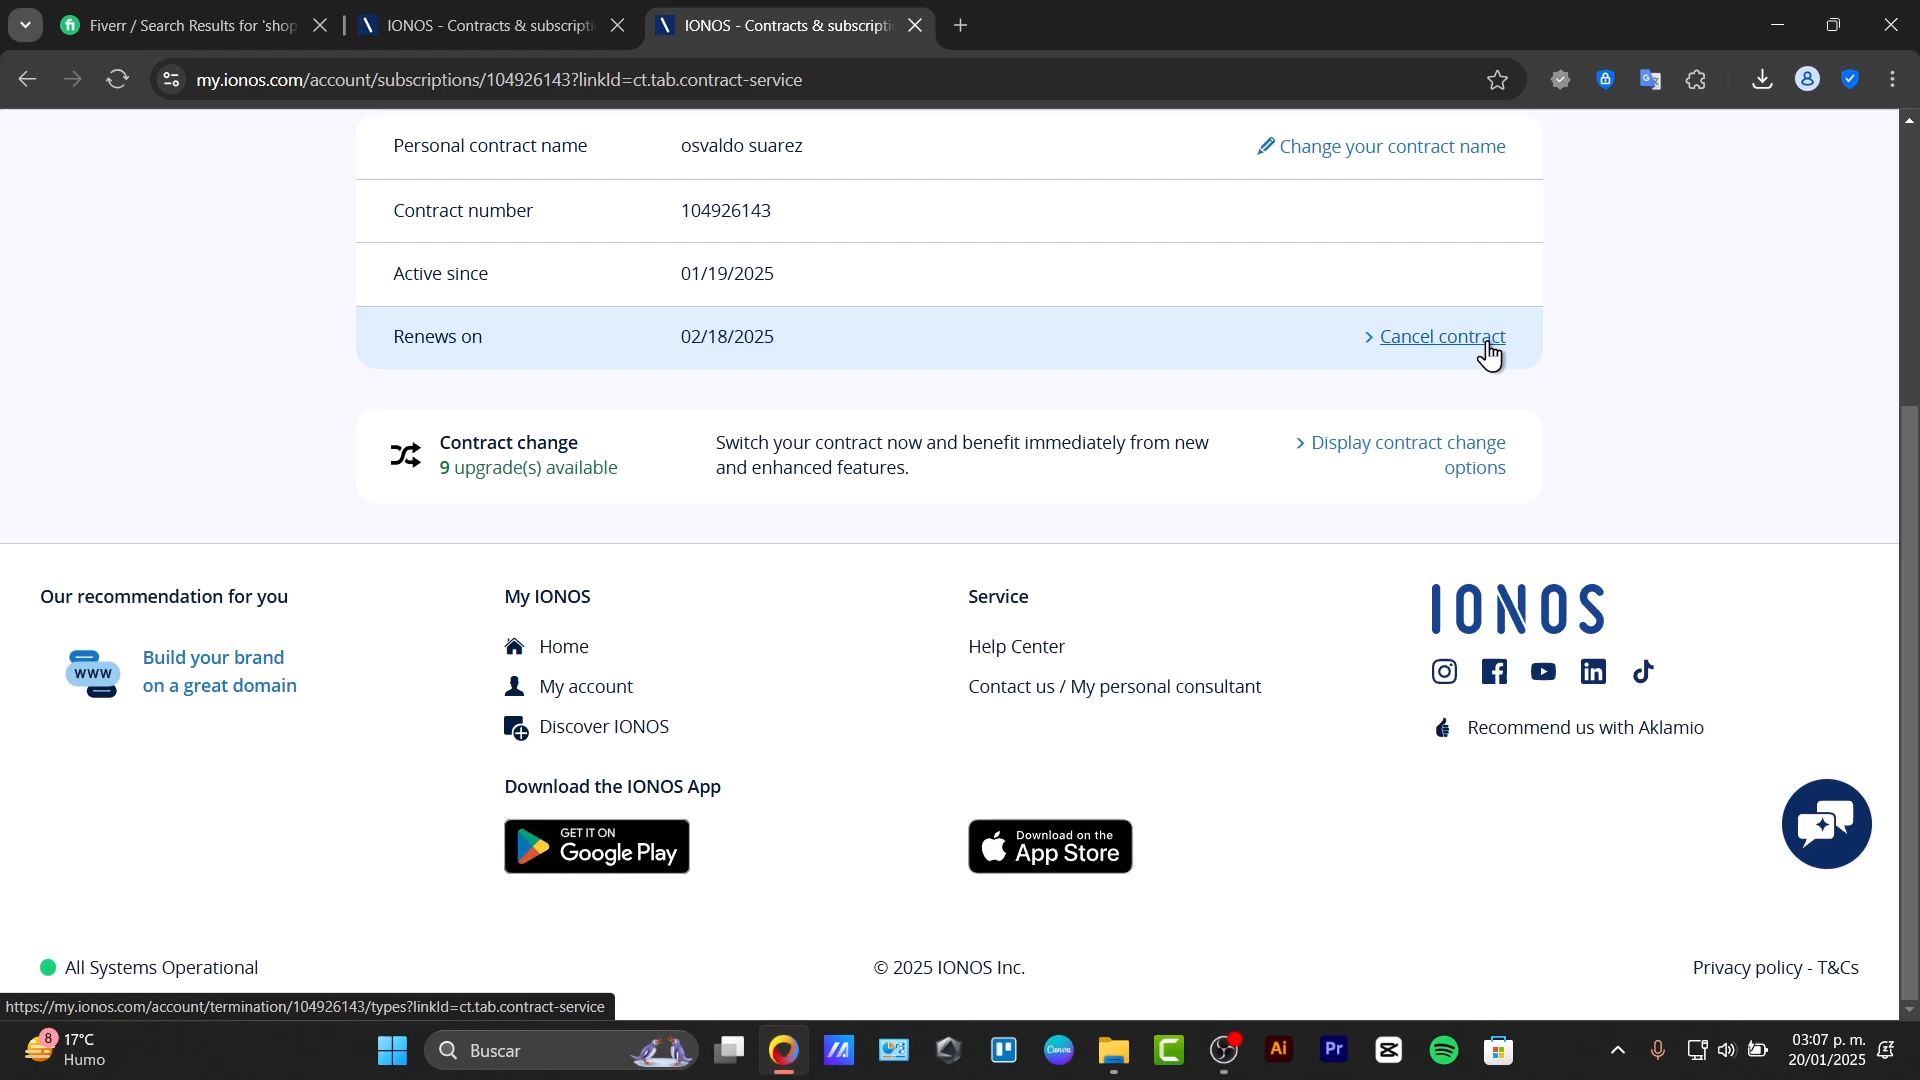 Fiverr / Search Results for 'shop
IONOS - Contracts & subscripti
IONOS - Contracts & subscripti
my.ionos.com/account/subscriptions/104926143?linkId=ct.tab.contract-service
Personal contract name
osvaldo suarez
Change your contract name
Contract number
104926143
Active since
01/19/2025
Renews on
02/18/2025
> Cancel contract
Contract change
9 upgrade(s) available
Switch your contract now and benefit immediately from new
and enhanced features.
> Display contract change
options
Our recommendation for you
www
Build your brand
on a great domain
My IONOS
Home
My account
Discover IONOS
Service
Help Center
Contact us / My personal consultant
IONOS
Recommend us with Aklamio
Download the IONOS App
GET IT ON
Google Play
Download on the
App Store
All Systems Operational
© 2025 IONOS Inc.
Privacy policy - T&Cs
https://my.ionos.com/account/termination/104926143/types?linkId=ct.tab.contract-service
8
17°C
Humo
Buscar
Canva
Ai
Pr
03:07 p. m.
20/01/2025